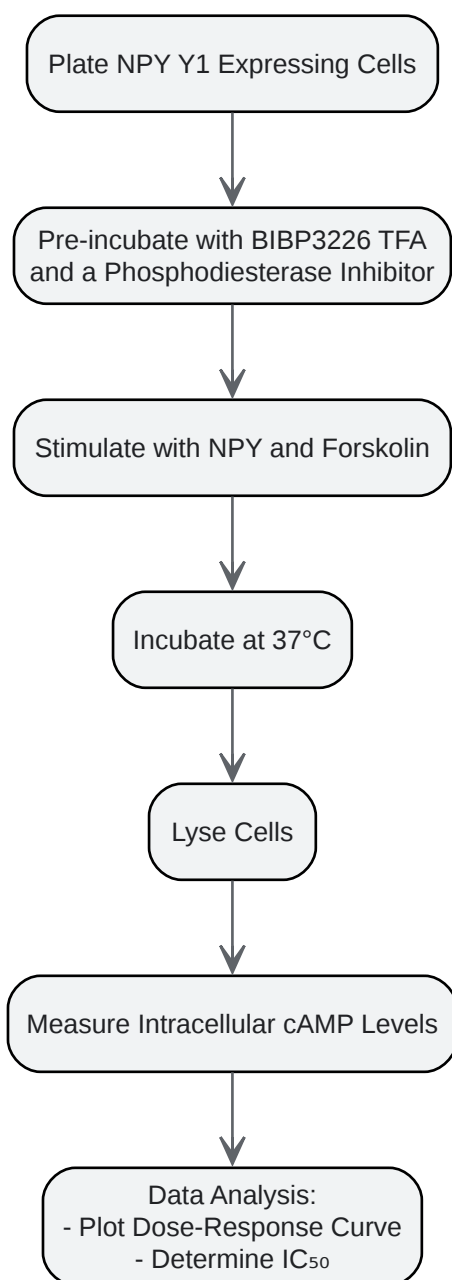 Plate NPY Y1 Expressing Cells
Pre-incubate with BIBP3226 TFA
and a Phosphodiesterase Inhibitor
Stimulate with NPY and Forskolin
Incubate at 37°C
Lyse Cells
Measure Intracellular cAMP Levels
Data Analysis:
- Plot Dose-Response Curve
- Determine IC₅₀